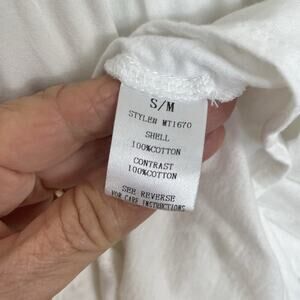 S/M
STYLE# MT1670
SHELL
100%COTTON
CONTRAST
100%COTTON
SEE REVERSE
FOR CARE INSTRUCTIONS